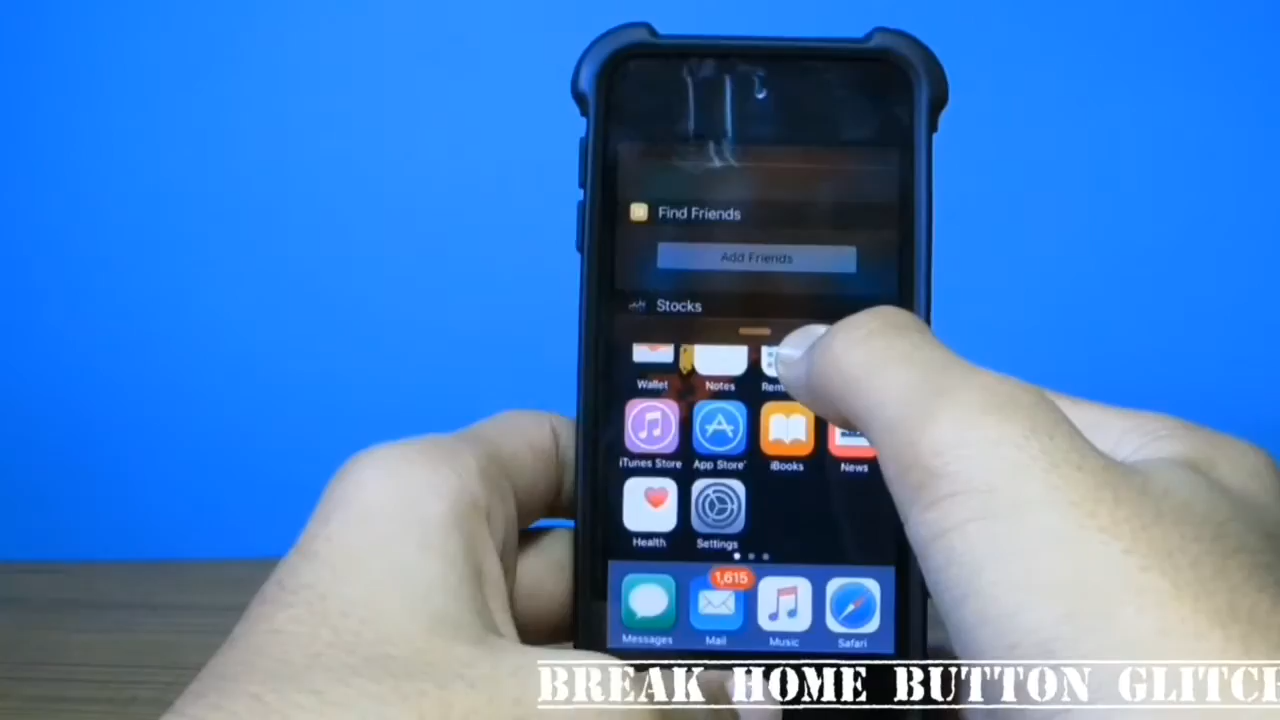 Find Friends
Add Friends
Stocks
Wallet Notes
iTunes Store App Store iBooks News
Health Settings
1,615
Messages Mail Music Safari
BREAK HOME BUTTON GLITCH